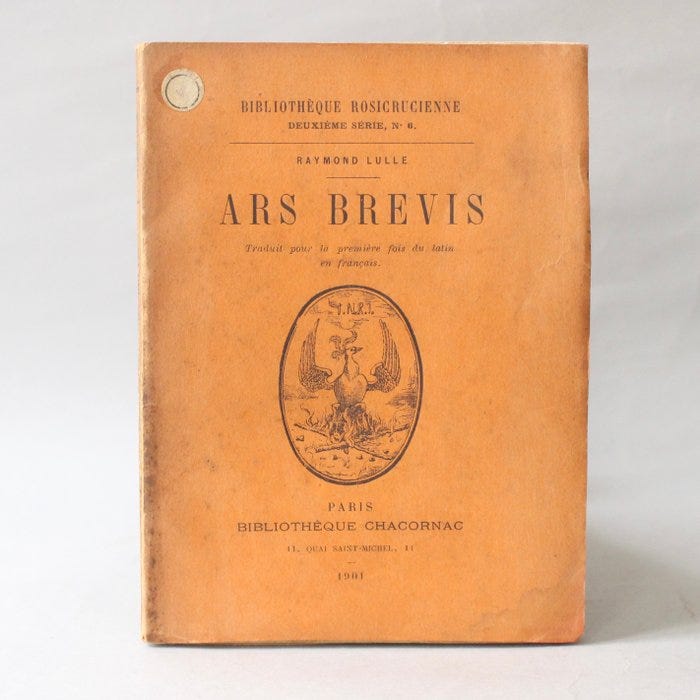 BIBLIOTHÈQUE ROSICRUCIENNE
DEUXIÈME SÉRIE, N° 6.
RAYMOND LULLE
ARS BREVIS
Traduit pour la première fois du latin
en français.
I.N.R.I.
PARIS
BIBLIOTHÈQUE CHACORNAC
11, QUAI SAINT-MICHEL, 11
1901